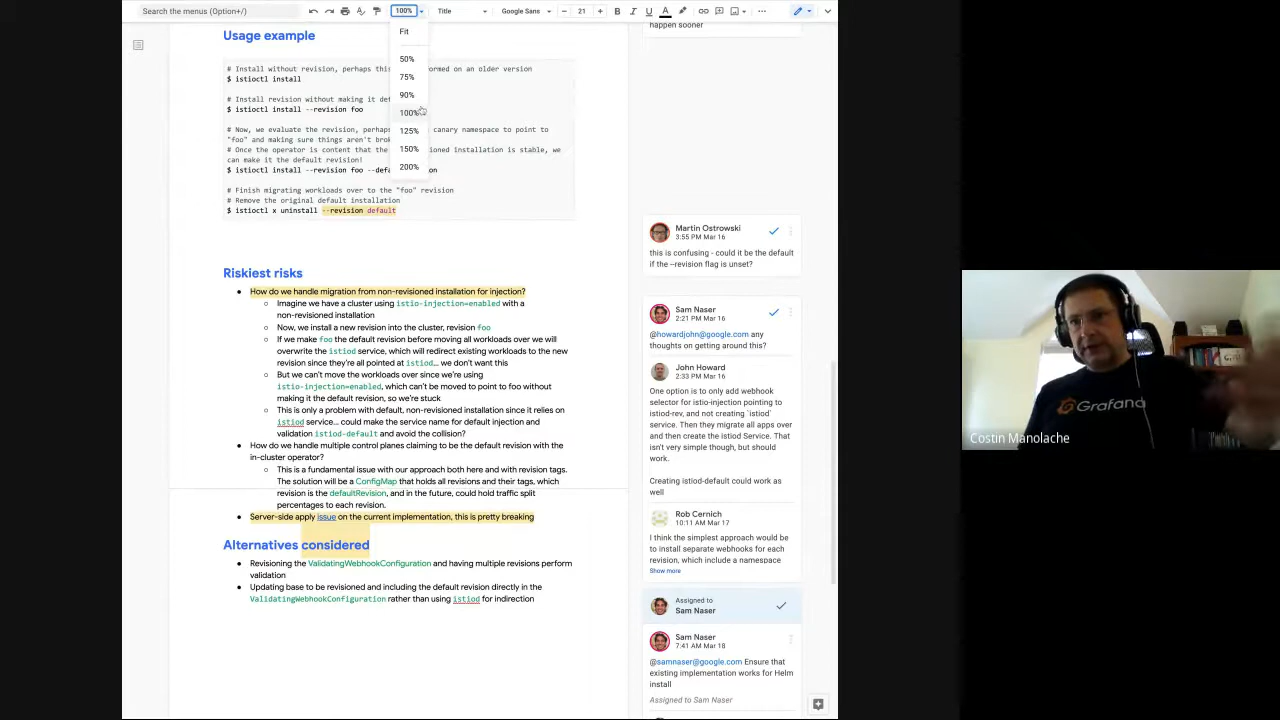 Search the menus (Option+/)
100%
Title
Google Sans
21
B I U A
Fit
50%
75%
90%
100%
125%
150%
200%
Usage example
# Install without revision, perhaps this
ormed on an older version
$ istioctl install
# Install revision without making it def
$ istioctl install --revision foo
# Now, we evaluate the revision, perhaps
canary namespace to point to
"foo" and making sure things aren't brok
# Once the operator is content that the
isioned installation is stable, we
can make it the default revision!
$ istioctl install --revision foo --defa
# Finish migrating workloads over to the "foo" revision
# Remove the original default installation
$ istioctl x uninstall --revision default
Riskiest risks
● How do we handle migration from non-revisioned installation for injection?
○ Imagine we have a cluster using istio-injection=enabled with a
non-revisioned installation
○ Now, we install a new revision into the cluster, revision foo
○ If we make foo the default revision before moving all workloads over we will
overwrite the istiod service, which will redirect existing workloads to the new
revision since they're all pointed at istiod... we don't want this
○ But we can't move the workloads over since we're using
istio-injection=enabled, which can't be moved to point to foo without
making it the default revision, so we're stuck
○ This is only a problem with default, non-revisioned installation since it relies on
istiod service... could make the service name for default injection and
validation istiod-default and avoid the collision?
● How do we handle multiple control planes claiming to be the default revision with the
in-cluster operator?
○ This is a fundamental issue with our approach both here and with revision tags.
The solution will be a ConfigMap that holds all revisions and their tags, which
revision is the defaultRevision, and in the future, could hold traffic split
percentages to each revision.
● Server-side apply issue on the current implementation, this is pretty breaking
Alternatives considered
● Revisioning the ValidatingWebhookConfiguration and having multiple revisions perform
validation
● Updating base to be revisioned and including the default revision directly in the
ValidatingWebhookConfiguration rather than using istiod for indirection
happen sooner
Martin Ostrowski
3:55 PM Mar 16
this is confusing - could it be the default
if the --revision flag is unset?
Sam Naser
2:21 PM Mar 16
@howardjohn@google.com any
thoughts on getting around this?
John Howard
2:33 PM Mar 16
One option is to only add webhook
selector for istio-injection pointing to
istiod-rev, and not creating `istiod`
service. Then they migrate all apps over
and then create the istiod Service. That
isn't very simple though, but should
work.
Creating istiod-default could work as
well
Rob Cernich
10:11 AM Mar 17
I think the simplest approach would be
to install separate webhooks for each
revision, which include a namespace
Show more
Assigned to
Sam Naser
Sam Naser
7:41 AM Mar 18
@samnaser@google.com Ensure that
existing implementation works for Helm
install
Assigned to Sam Naser
Grafana
Costin Manolache